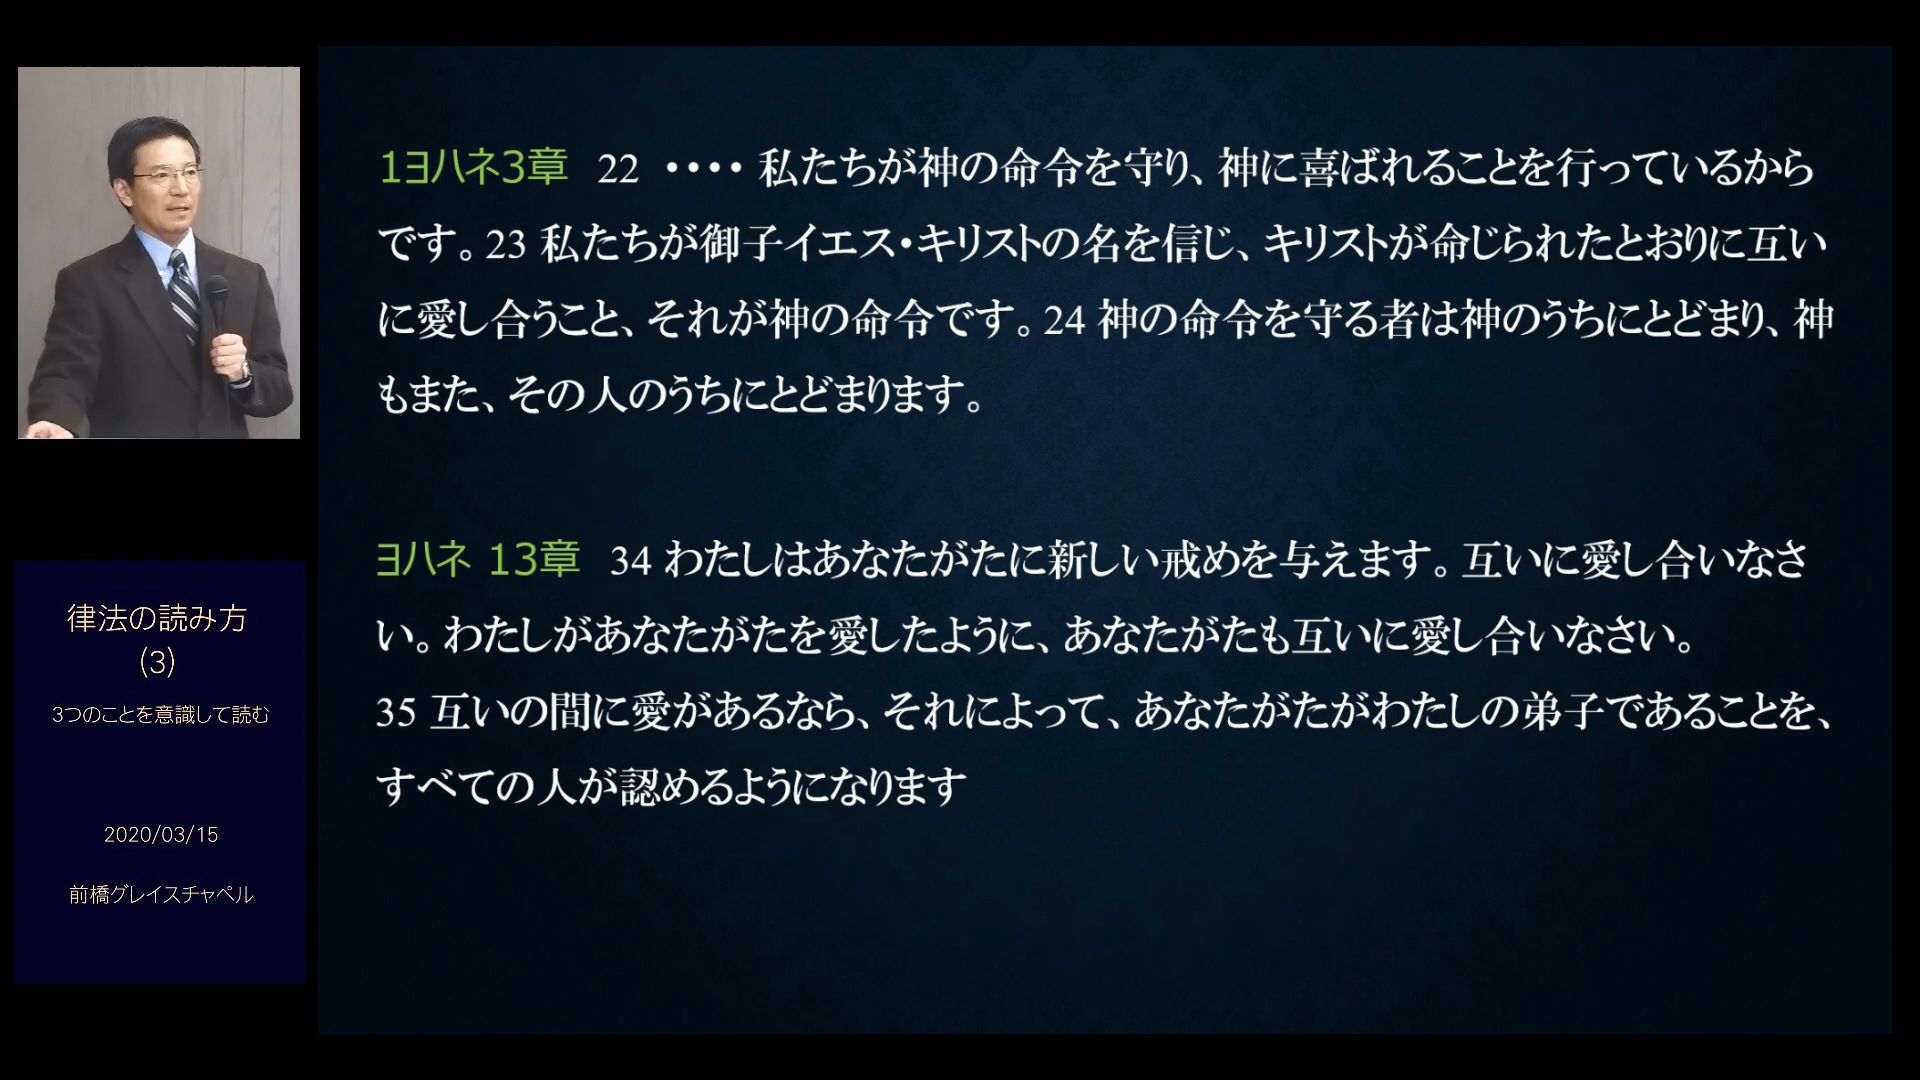 1ヨハネ3章 22 ・・・・ 私たちが神の命令を守り、神に喜ばれることを行っているから
です。23 私たちが御子イエス・キリストの名を信じ、キリストが命じられたとおりに互い
に愛し合うこと、それが神の命令です。24 神の命令を守る者は神のうちにとどまり、神
もまた、その人のうちにとどまります。
ヨハネ 13章 34 わたしはあなたがたに新しい戒めを与えます。互いに愛し合いなさ
い。わたしがあなたがたを愛したように、あなたがたも互いに愛し合いなさい。
35 互いの間に愛があるなら、それによって、あなたがたがわたしの弟子であることを、
すべての人が認めるようになります
律法の読み方
(3)
3つのことを意識して読む
2020/03/15
前橋グレイスチャペル